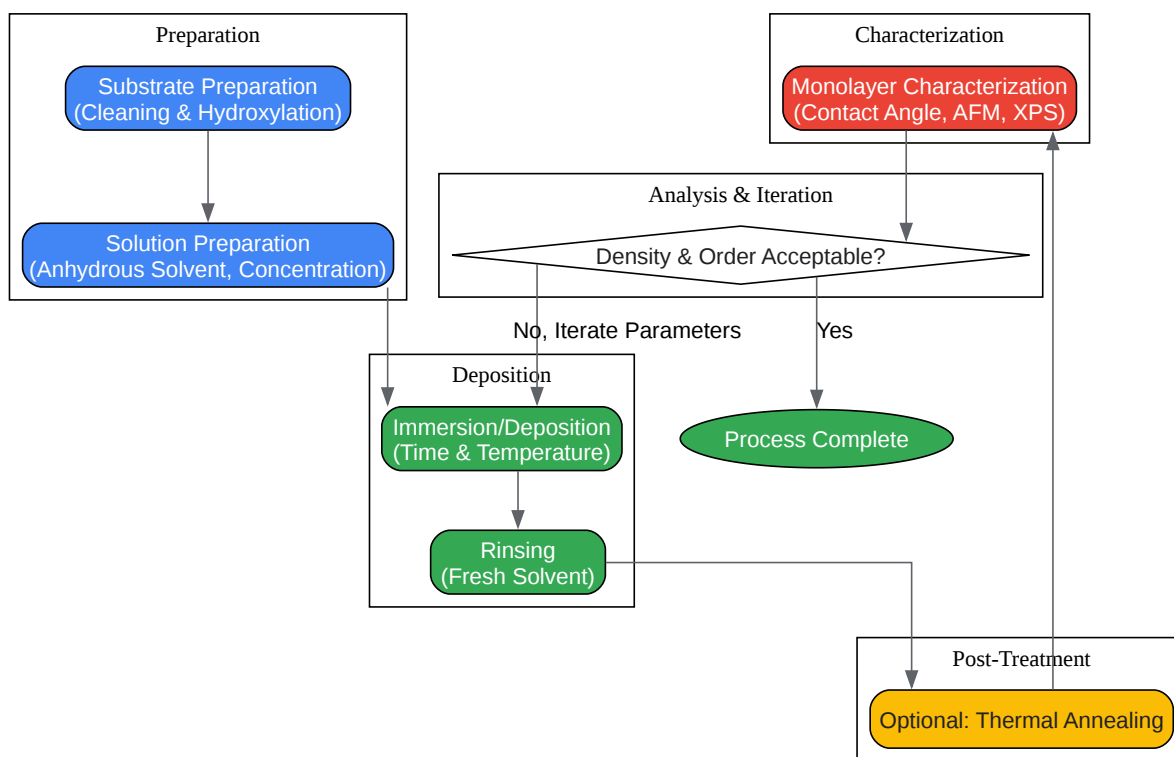 Preparation
Substrate Preparation
(Cleaning & Hydroxylation)
Solution Preparation
(Anhydrous Solvent, Concentration)
Characterization
Monolayer Characterization
(Contact Angle, AFM, XPS)
Analysis & Iteration
Density & Order Acceptable?
No, Iterate Parameters
Yes
Deposition
Immersion/Deposition
(Time & Temperature)
Process Complete
Rinsing
(Fresh Solvent)
Post-Treatment
Optional: Thermal Annealing